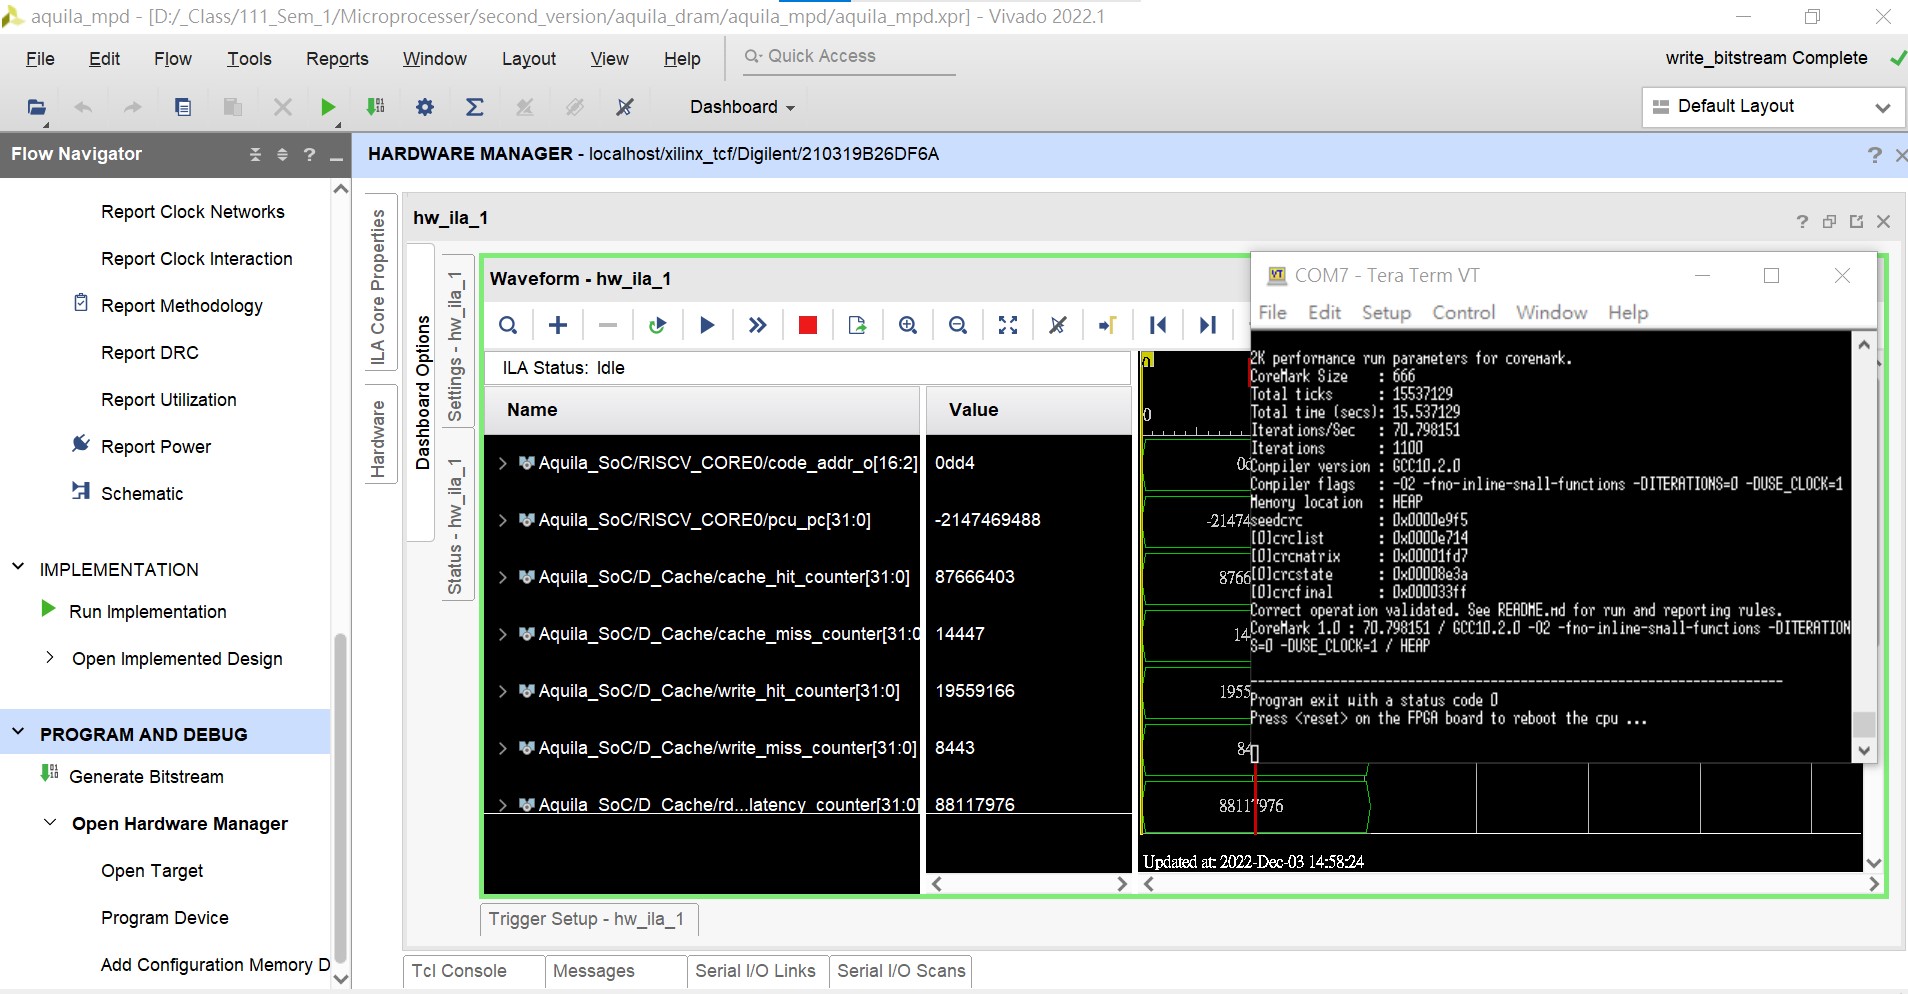 aquila_mpd - [D:/_Class/111_Sem_1/Microprocesser/second_version/aquila_dram/aquila_mpd/aquila_mpd.xpr] - Vivado 2022.1
File Edit Flow Tools Reports Window Layout View Help Quick Access
write_bitstream Complete
Dashboard
Default Layout
Flow Navigator
HARDWARE MANAGER - localhost/xilinx_tcf/Digilent/210319B26DF6A
Report Clock Networks
Report Clock Interaction
Report Methodology
Report DRC
Report Utilization
Report Power
Schematic
IMPLEMENTATION
Run Implementation
Open Implemented Design
PROGRAM AND DEBUG
Generate Bitstream
Open Hardware Manager
Open Target
Program Device
Add Configuration Memory D
ILA Core Properties
Hardware
hw_ila_1
Dashboard Options
Settings - hw_ila_1
Status - hw_ila_1
Waveform - hw_ila_1
ILA Status: Idle
Name Value
Aquila_SoC/RISCV_CORE0/code_addr_o[16:2] 0dd4
Aquila_SoC/RISCV_CORE0/pcu_pc[31:0] -2147469488
Aquila_SoC/D_Cache/cache_hit_counter[31:0] 87666403
Aquila_SoC/D_Cache/cache_miss_counter[31:0 14447
Aquila_SoC/D_Cache/write_hit_counter[31:0] 19559166
Aquila_SoC/D_Cache/write_miss_counter[31:0] 8443
Aquila_SoC/D_Cache/rd...latency_counter[31:0] 88117976
0
0
0d
-21474
8766
14
1955
84
88117976
Updated at: 2022-Dec-03 14:58:24
COM7 - Tera Term VT
File Edit Setup Control Window Help
2K performance run parameters for coremark.
CoreMark Size : 666
Total ticks : 15537129
Total time (secs): 15.537129
Iterations/Sec : 70.798151
Iterations : 1100
Compiler version : GCC10.2.0
Compiler flags : -O2 -fno-inline-small-functions -DITERATIONS=0 -DUSE_CLOCK=1
Memory location : HEAP
seedcrc : 0x0000e9f5
[0]crclist : 0x0000e714
[0]crcmatrix : 0x00001fd7
[0]crcstate : 0x00008e3a
[0]crcfinal : 0x000033ff
Correct operation validated. See README.md for run and reporting rules.
CoreMark 1.0 : 70.798151 / GCC10.2.0 -O2 -fno-inline-small-functions -DITERATION
S=0 -DUSE_CLOCK=1 / HEAP
--------------------------------------------------------------------------------
Program exit with a status code 0
Press <reset> on the FPGA board to reboot the cpu ...
Trigger Setup - hw_ila_1
Tcl Console Messages Serial I/O Links Serial I/O Scans